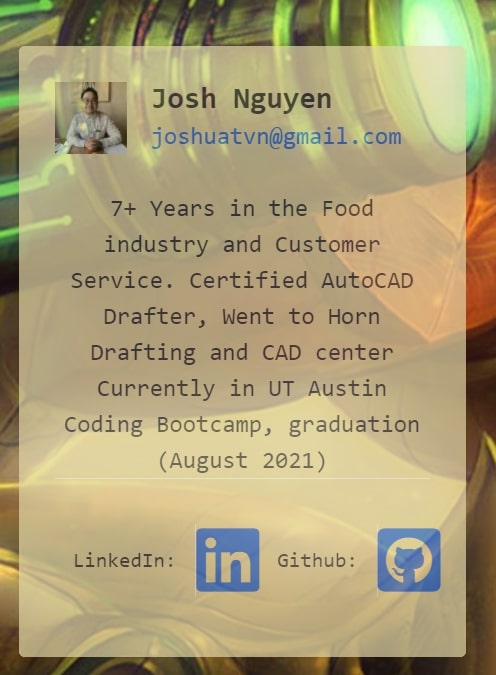 Josh Nguyen
joshuatvn@gmail.com
7+ Years in the Food
industry and Customer
Service. Certified AutoCAD
Drafter, Went to Horn
Drafting and CAD center
Currently in UT Austin
Coding Bootcamp, graduation
(August 2021)
LinkedIn: in Github: